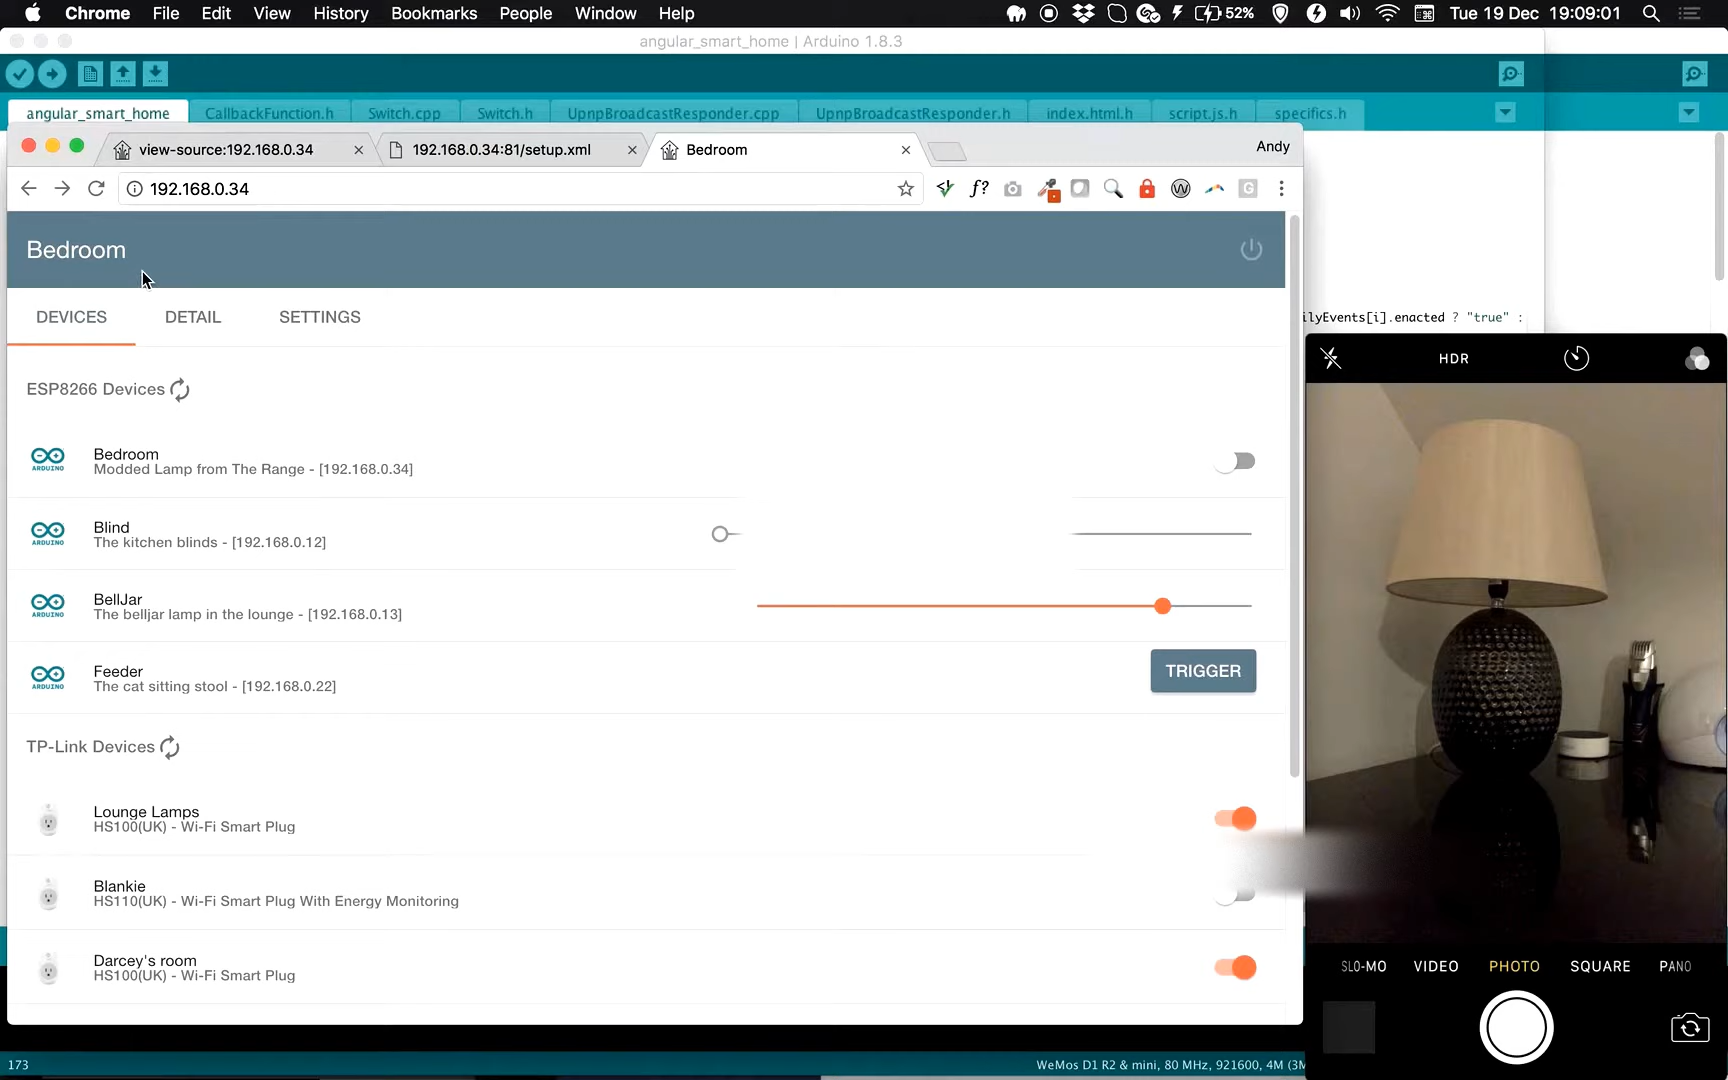 Chrome File Edit View History Bookmarks People Window Help 52% Tue 19 Dec 19:09:01
angular_smart_home | Arduino 1.8.3
angular_smart_home CallbackFunction.h Switch.cpp Switch.h UpnpBroadcastResponder.cpp UpnpBroadcastResponder.h index.html.h script.js.h specifics.h
view-source:192.168.0.34 192.168.0.34:81/setup.xml Bedroom Andy
192.168.0.34 f? W G
Bedroom
DEVICES DETAIL SETTINGS
ilyEvents[i].enacted ? "true" :
HDR
ESP8266 Devices
ARDUINO
Bedroom
Modded Lamp from The Range - [192.168.0.34]
ARDUINO
Blind
The kitchen blinds - [192.168.0.12]
ARDUINO
BellJar
The belljar lamp in the lounge - [192.168.0.13]
ARDUINO
Feeder
The cat sitting stool - [192.168.0.22]
TRIGGER
TP-Link Devices
Lounge Lamps
HS100(UK) - Wi-Fi Smart Plug
Blankie
HS110(UK) - Wi-Fi Smart Plug With Energy Monitoring
Darcey's room
HS100(UK) - Wi-Fi Smart Plug
SLO-MO VIDEO PHOTO SQUARE PANO
173
WeMos D1 R2 & mini, 80 MHz, 921600, 4M (3M